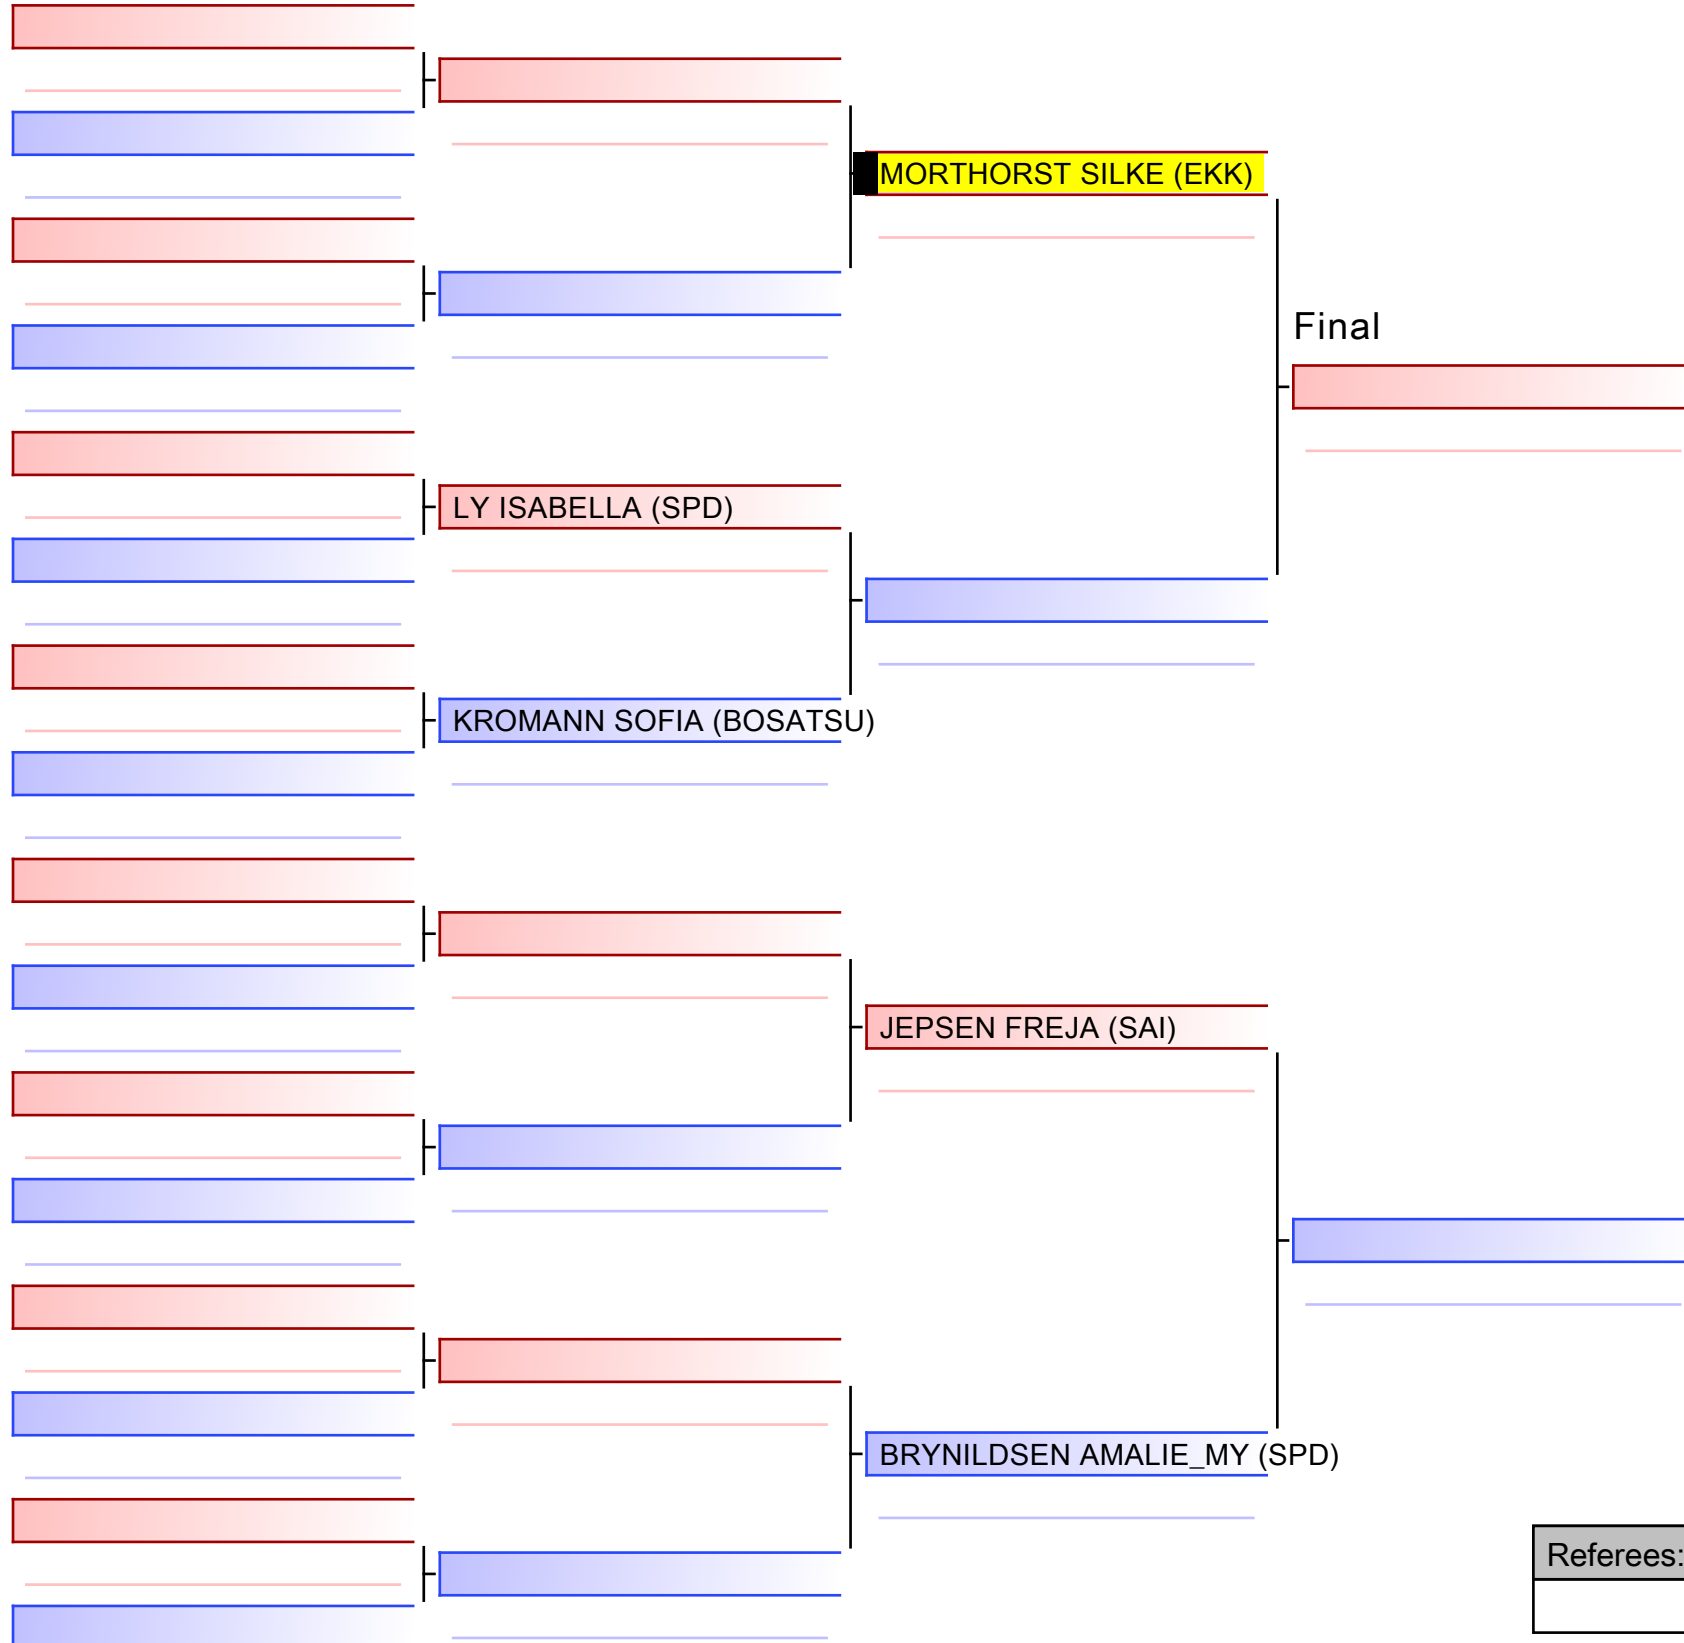 MORTHORST SILKE (EKK)
Final
LY ISABELLA (SPD)
KROMANN SOFIA (BOSATSU)
JEPSEN FREJA (SAI)
BRYNILDSEN AMALIE_MY (SPD)
Referees: